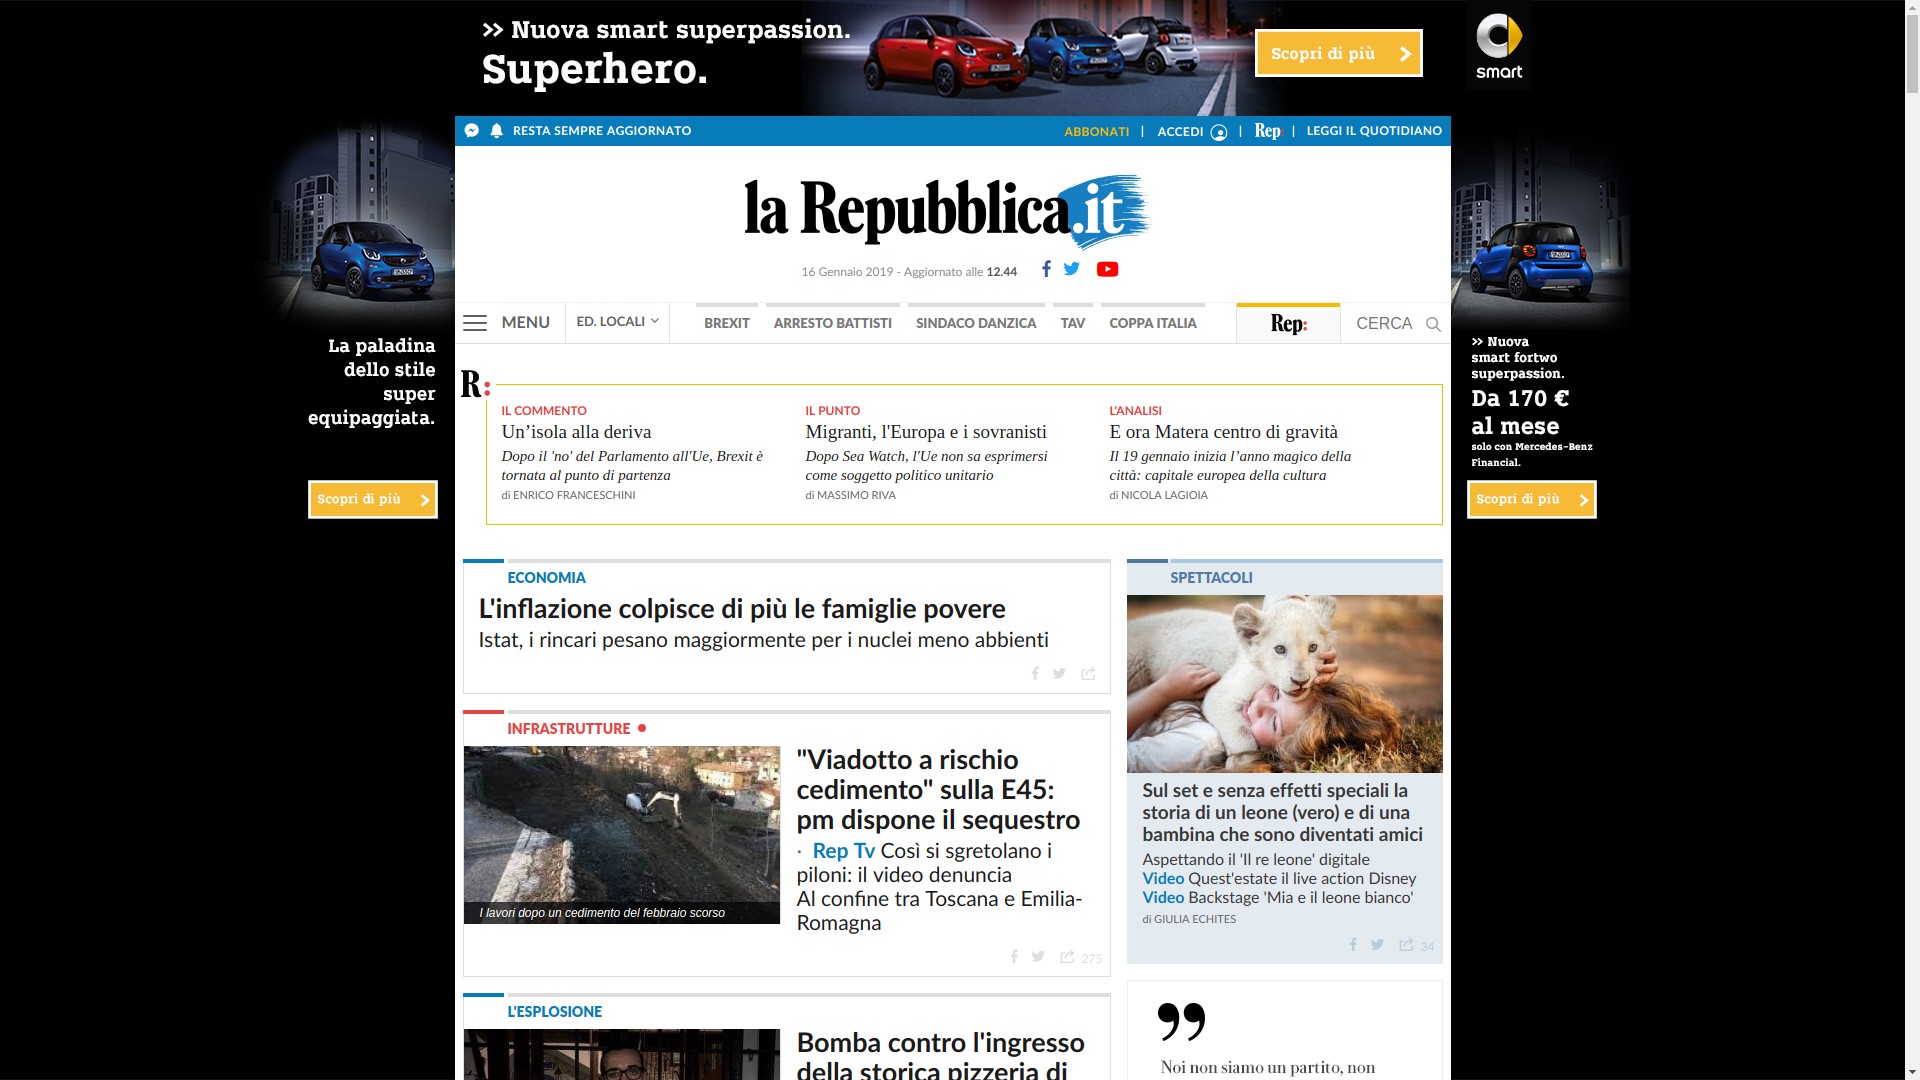 >> Nuova smart superpassion.
Superhero.
Scopri di più
smart
RESTA SEMPRE AGGIORNATO
ABBONATI | ACCEDI | Rep: | LEGGI IL QUOTIDIANO
la Repubblica.it
16 Gennaio 2019 - Aggiornato alle 12.44
MENU
ED. LOCALI
BREXIT
ARRESTO BATTISTI
SINDACO DANZICA
TAV
COPPA ITALIA
Rep:
CERCA
La paladina
dello stile
super
equipaggiata.
Scopri di più
>> Nuova
smart fortwo
superpassion.
Da 170 €
al mese
solo con Mercedes-Benz
Financial.
Scopri di più
R:
IL COMMENTO
Un’isola alla deriva
Dopo il 'no' del Parlamento all'Ue, Brexit è
tornata al punto di partenza
di ENRICO FRANCESCHINI
IL PUNTO
Migranti, l'Europa e i sovranisti
Dopo Sea Watch, l'Ue non sa esprimersi
come soggetto politico unitario
di MASSIMO RIVA
L'ANALISI
E ora Matera centro di gravità
Il 19 gennaio inizia l’anno magico della
città: capitale europea della cultura
di NICOLA LAGIOIA
ECONOMIA
L'inflazione colpisce di più le famiglie povere
Istat, i rincari pesano maggiormente per i nuclei meno abbienti
INFRASTRUTTURE
I lavori dopo un cedimento del febbraio scorso
"Viadotto a rischio
cedimento" sulla E45:
pm dispone il sequestro
· Rep Tv Così si sgretolano i
piloni: il video denuncia
Al confine tra Toscana e Emilia-
Romagna
275
L'ESPLOSIONE
Bomba contro l'ingresso
della storica pizzeria di
SPETTACOLI
Sul set e senza effetti speciali la
storia di un leone (vero) e di una
bambina che sono diventati amici
Aspettando il 'Il re leone' digitale
Video Quest'estate il live action Disney
Video Backstage 'Mia e il leone bianco'
di GIULIA ECHITES
34
Noi non siamo un partito, non